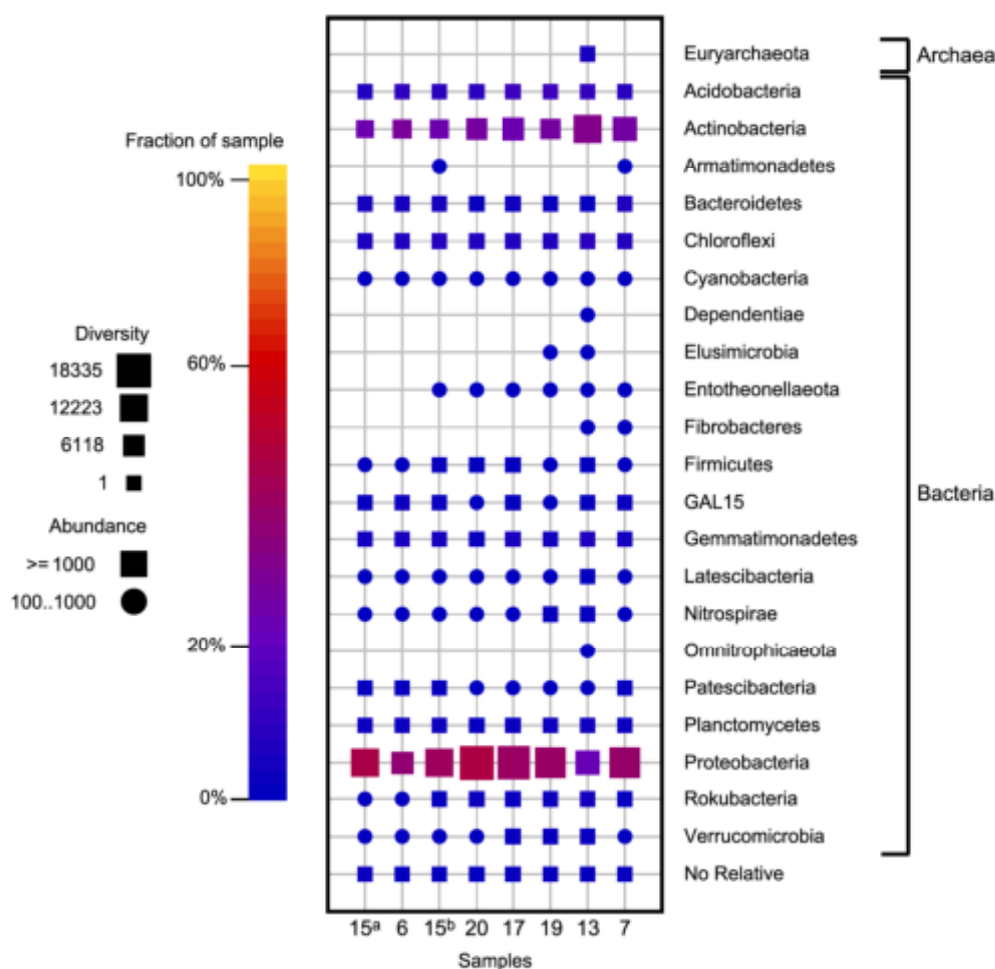 Fraction of sample
100%
60%
20%
0%
Diversity
18335
12223
6118
1
Abundance
>= 1000
100..1000
Euryarchaeota
Acidobacteria
Actinobacteria
Armatimonadetes
Bacteroidetes
Chloroflexi
Cyanobacteria
Dependentiae
Elusimicrobia
Entotheonellaeota
Fibrobacteres
Firmicutes
GAL15
Gemmatimonadetes
Latescibacteria
Nitrospirae
Omnitrophicaeota
Patescibacteria
Planctomycetes
Proteobacteria
Rokubacteria
Verrucomicrobia
No Relative
Archaea
Bacteria
15ᵃ 6 15ᵇ 20 17 19 13 7
Samples